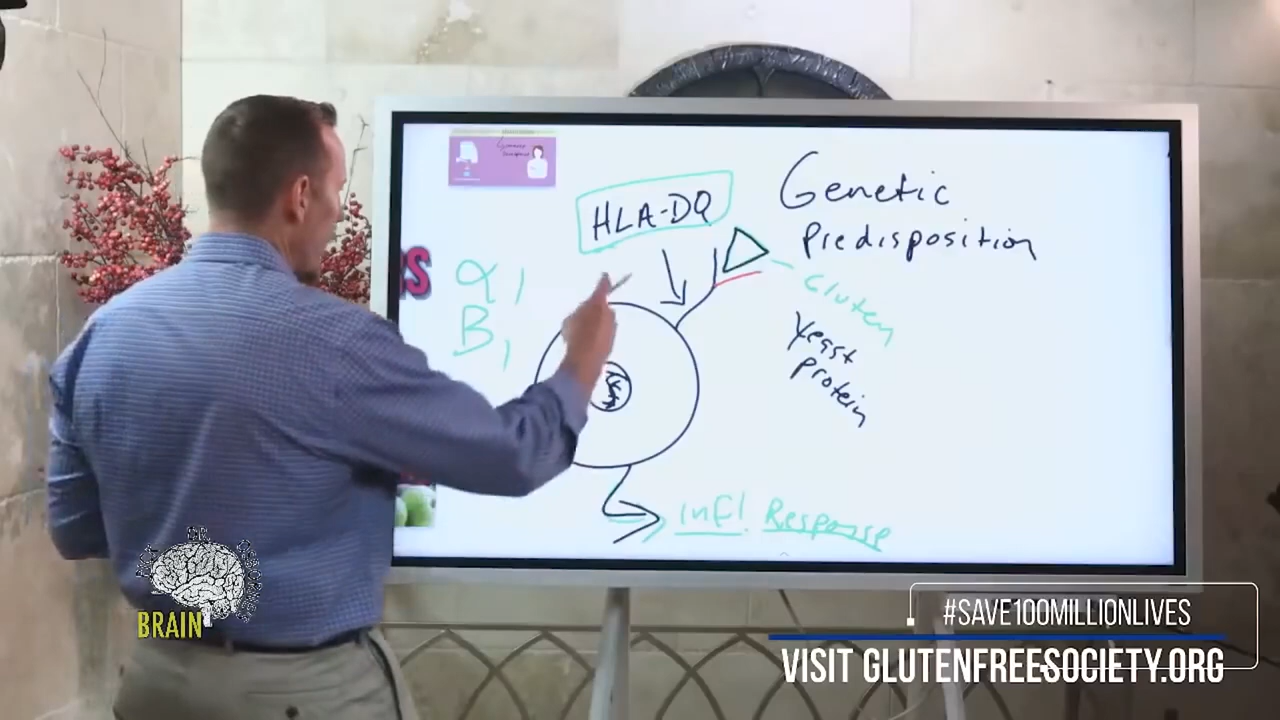 HLA-DQ
Genetic
Predisposition
α1
B1
Gluten
Yeast
protein
Infl. Response
BRAIN
#SAVE100MILLIONLIVES
VISIT GLUTENFREESOCIETY.ORG